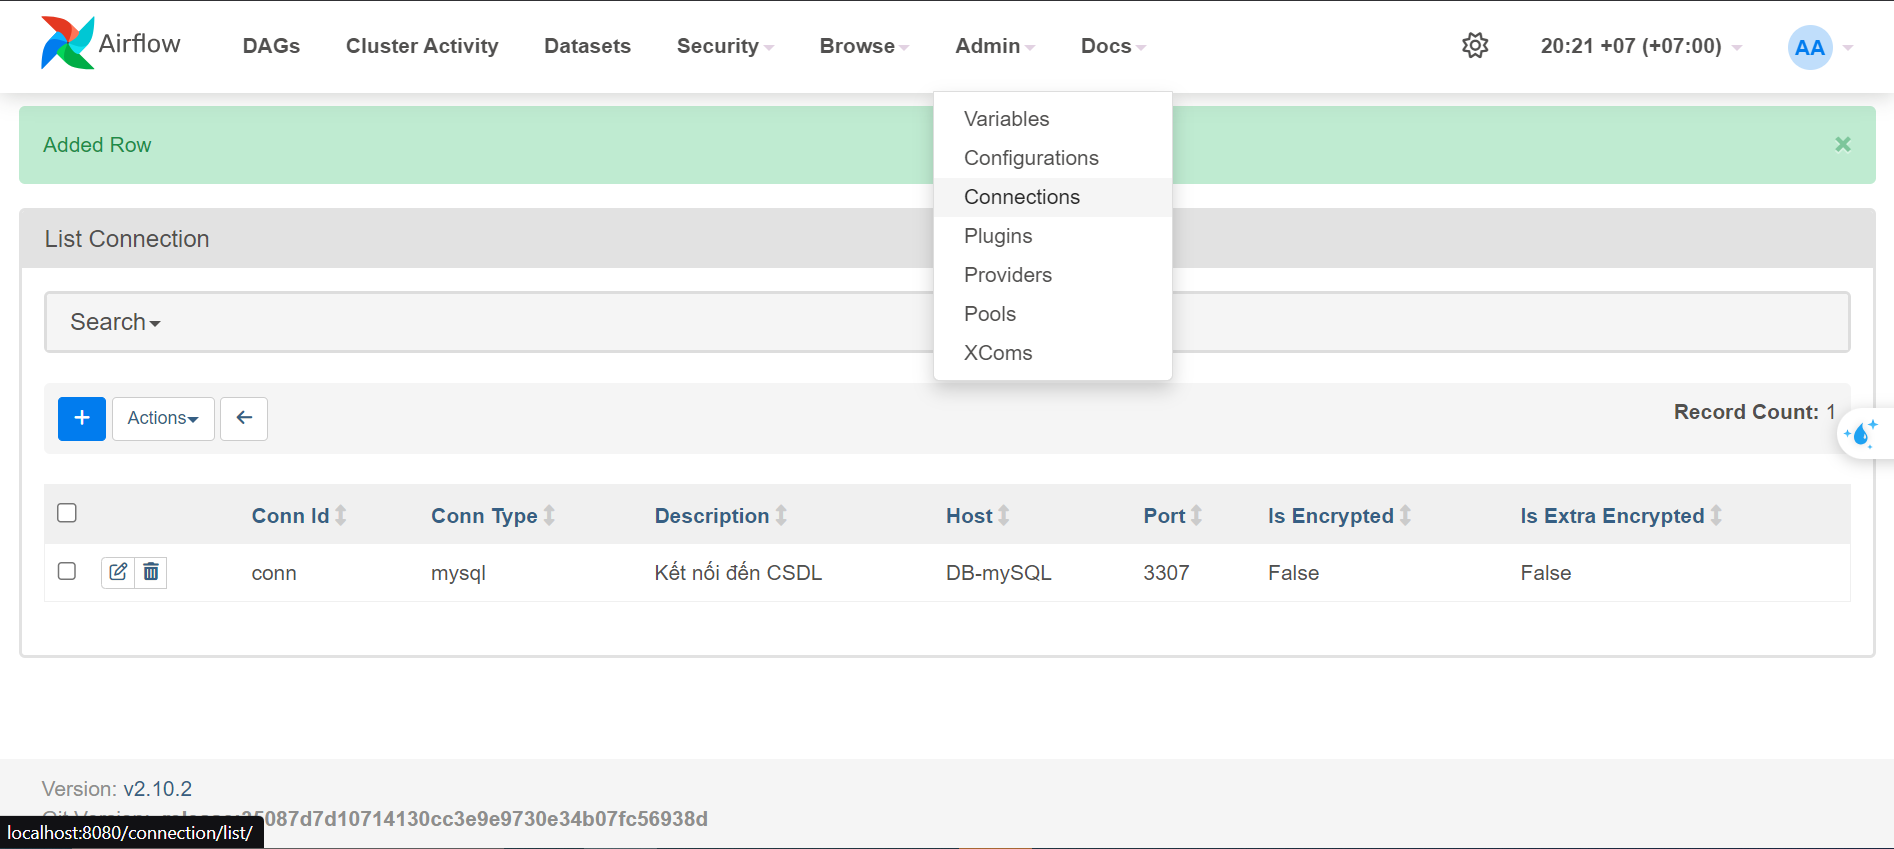 Airflow DAGs Cluster Activity Datasets Security Browse Admin Docs 20:21 +07 (+07:00) AA
Variables
Added Row ×
Configurations
Connections
List Connection
Plugins
Providers
Search
Pools
XComs
+ Actions Record Count: 1
Conn Id Conn Type Description Host Port Is Encrypted Is Extra Encrypted
conn mysql Kết nối đến CSDL DB-mySQL 3307 False False
Version: v2.10.2
Git Version: release:35087d7d10714130cc3e9e9730e34b07fc56938d
localhost:8080/connection/list/